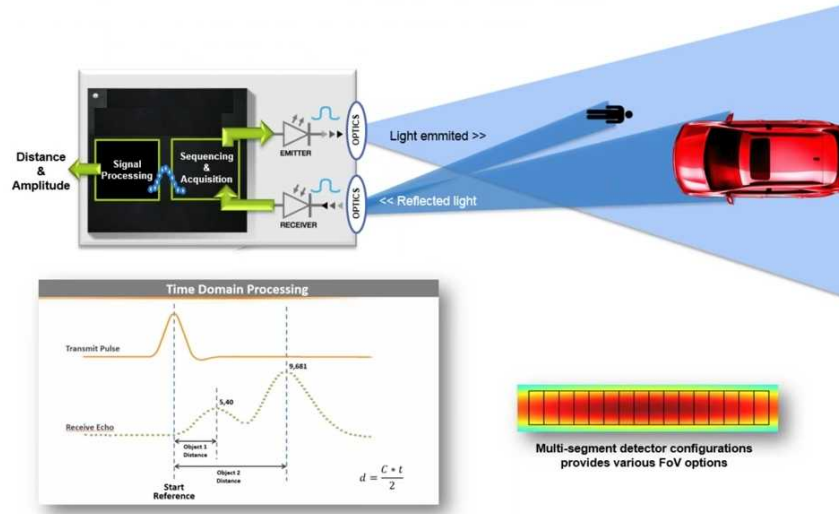 Distance
&
Amplitude
Signal
Processing
Sequencing
&
Acquisition
EMITTER
OPTICS
RECEIVER
OPTICS
Light emmited >>
<< Reflected light
Time Domain Processing
Transmit Pulse
9,681
5,40
Receive Echo
Object 1
Distance
Object 2
Distance
Start
Reference
d = C * t / 2
Multi-segment detector configurations
provides various FoV options